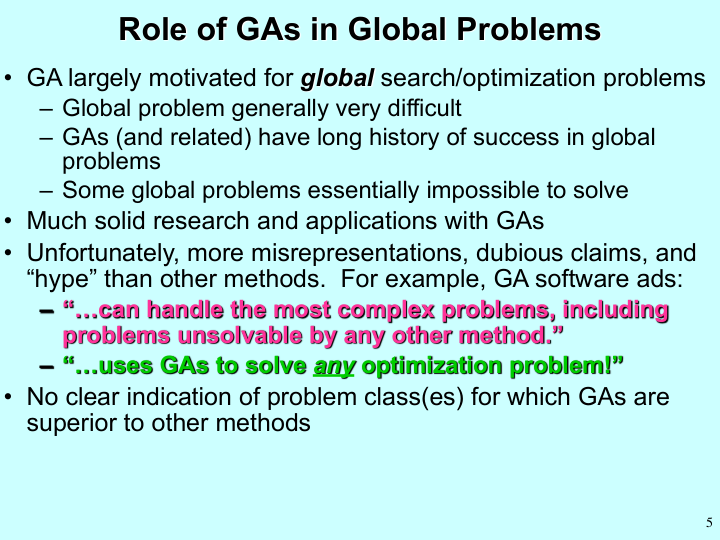 Role of GAs in Global Problems
• GA largely motivated for global search/optimization problems
– Global problem generally very difficult
– GAs (and related) have long history of success in global
problems
– Some global problems essentially impossible to solve
• Much solid research and applications with GAs
• Unfortunately, more misrepresentations, dubious claims, and
“hype” than other methods.  For example, GA software ads:
– “…can handle the most complex problems, including
problems unsolvable by any other method.”
– “…uses GAs to solve any optimization problem!”
• No clear indication of problem class(es) for which GAs are
superior to other methods
5